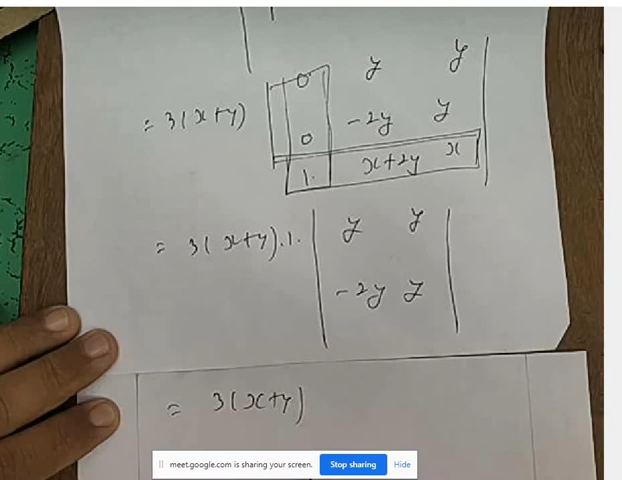 0 y y
= 3(x+y) 0 -2y y
1. x+2y x
= 3(x+y).1. y y
-2y y
= 3(x+y)
meet.google.com is sharing your screen. Stop sharing Hide